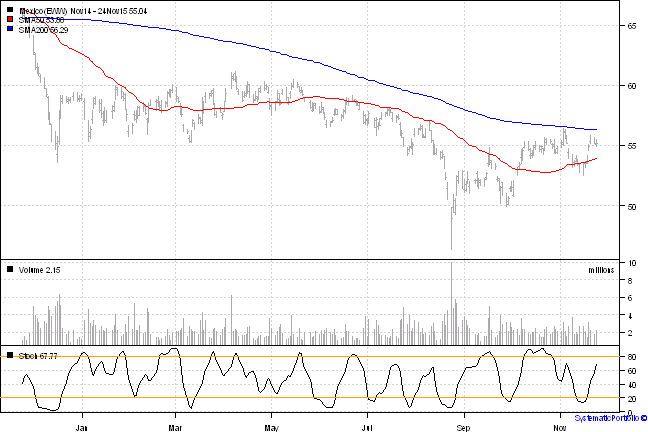 Mexico(EWW) Nov14 - 24Nov15 55.04
SMA50 53.98
SMA200 56.29
65
60
55
50
Volume 2.15
millions
10
8
6
4
2
Stoch 67.77
80
60
40
20
0
Jan Mar May Jul Sep Nov
SystematicPortfolio ©